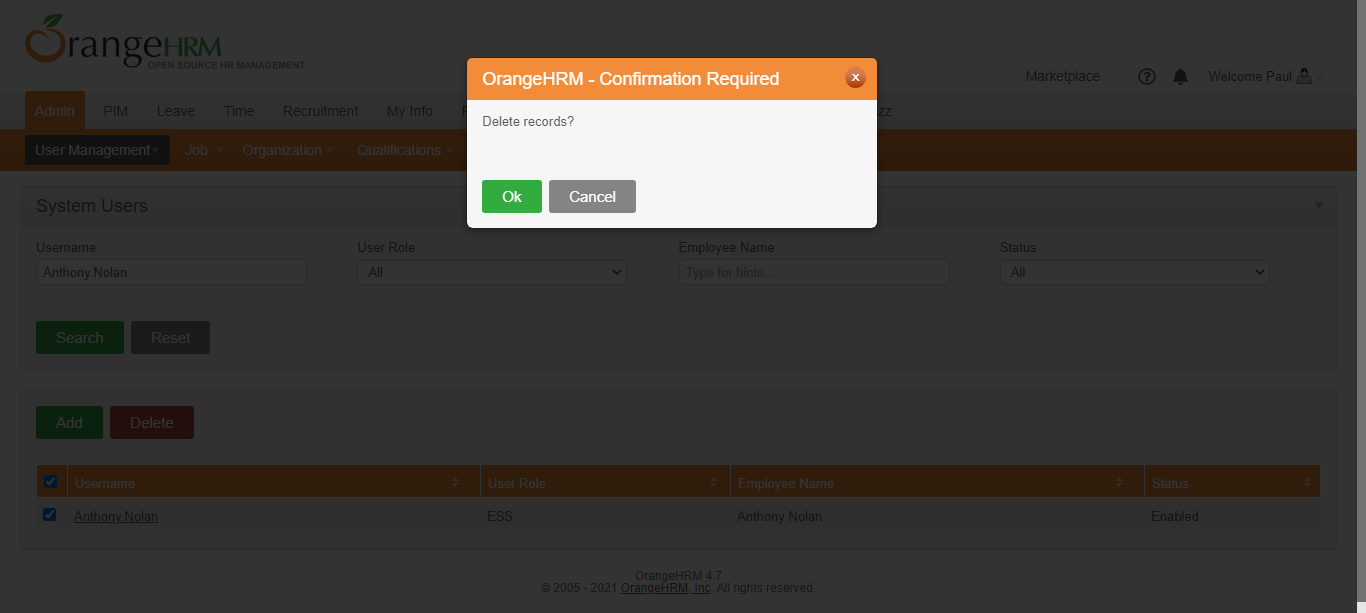 OrangeHRM
OPEN SOURCE HR MANAGEMENT
Marketplace
Welcome Paul
Admin PIM Leave Time Recruitment My Info
zz
User Management Job Organization Qualifications
OrangeHRM - Confirmation Required
x
Delete records?
Ok Cancel
System Users
Username User Role Employee Name Status
Anthony.Nolan All Type for hints... All
Search Reset
Add Delete
Username User Role Employee Name Status
Anthony.Nolan ESS Anthony Nolan Enabled
OrangeHRM 4.7
© 2005 - 2021 OrangeHRM, Inc. All rights reserved.